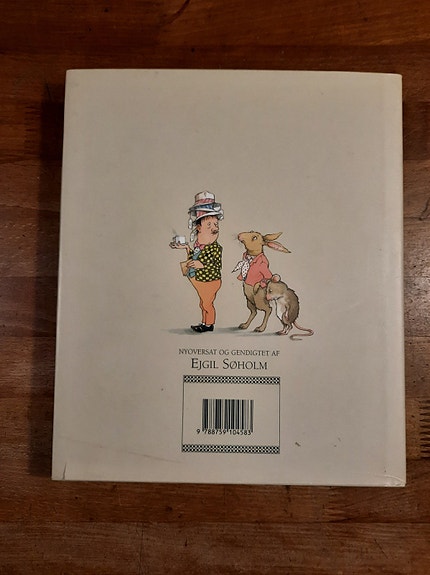 NYOVERSAT OG GENDIGTET AF
EJGIL SØHOLM
9 788759 104583